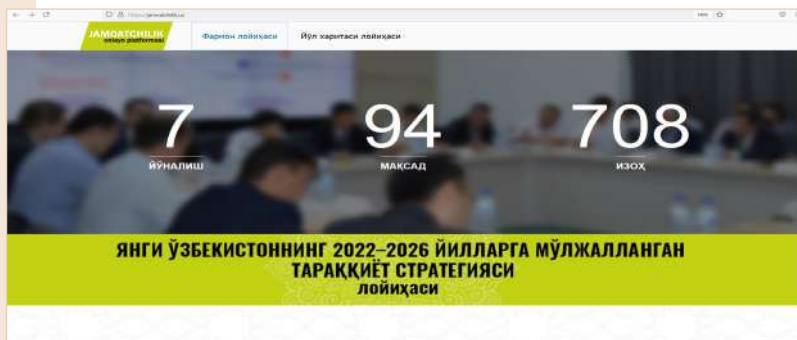 JAMOATCHILIK
onlayn platformasi
Фармон лойиҳаси
Йўл харитаси лойиҳаси
7
94
708
ЙЎНАЛИШ
МАҚСАД
ИЗОҲ
ЯНГИ ЎЗБЕКИСТОННИНГ 2022–2026 ЙИЛЛАРГА МЎЛЖАЛЛАНГАН
ТАРАҚҚИЁТ СТРАТЕГИЯСИ
лойиҳаси